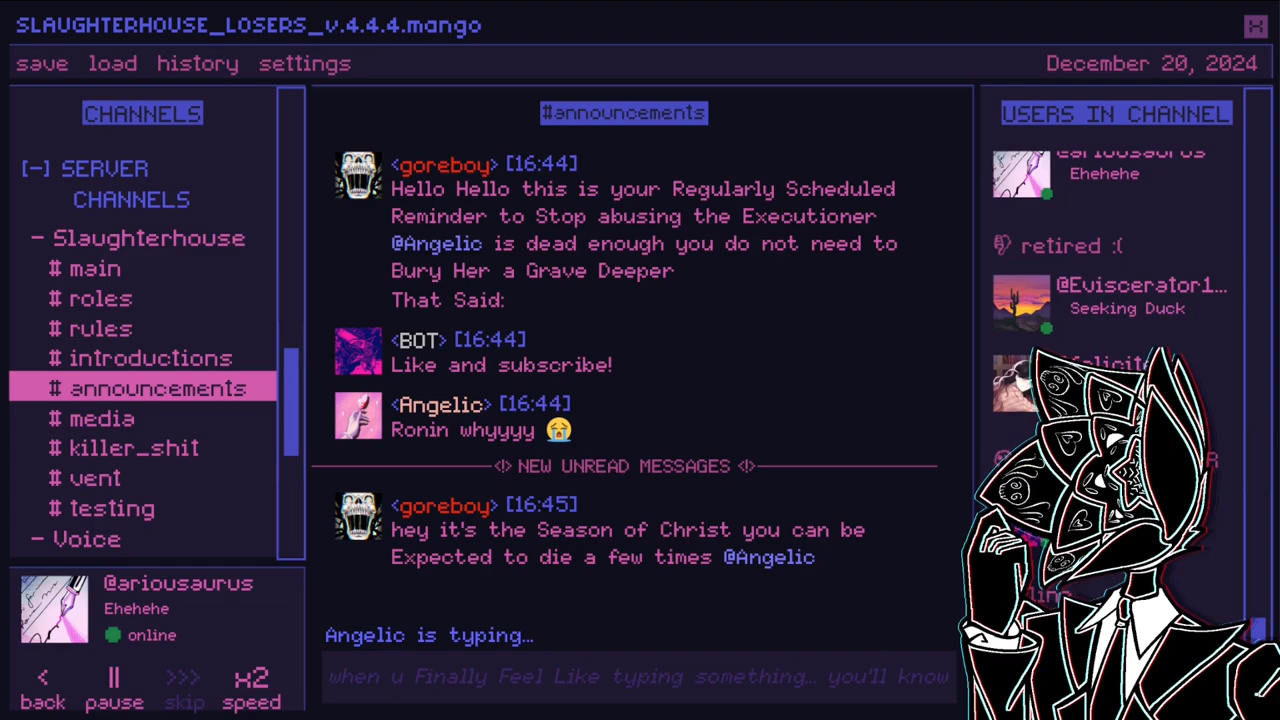 SLAUGHTERHOUSE_LOSERS_v.4.4.4.mango
save load history settings
December 20, 2024
CHANNELS
[-] SERVER
CHANNELS
- Slaughterhouse
# main
# roles
# rules
# introductions
# announcements
# media
# killer_shit
# vent
# testing
- Voice
@ariousaurus
Ehehehe
online
< || >>> x2
back pause skip speed
#announcements
<goreboy> [16:44]
Hello Hello this is your Regularly Scheduled
Reminder to Stop abusing the Executioner
@Angelic is dead enough you do not need to
Bury Her a Grave Deeper
That Said:
<BOT> [16:44]
Like and subscribe!
<Angelic> [16:44]
Ronin whyyyy 😭
NEW UNREAD MESSAGES
<goreboy> [16:45]
hey it's the Season of Christ you can be
Expected to die a few times @Angelic
Angelic is typing...
when u Finally Feel Like typing something... you'll know
USERS IN CHANNEL
@ariousaurus
Ehehehe
retired :(
@Eviscerator1...
Seeking Duck